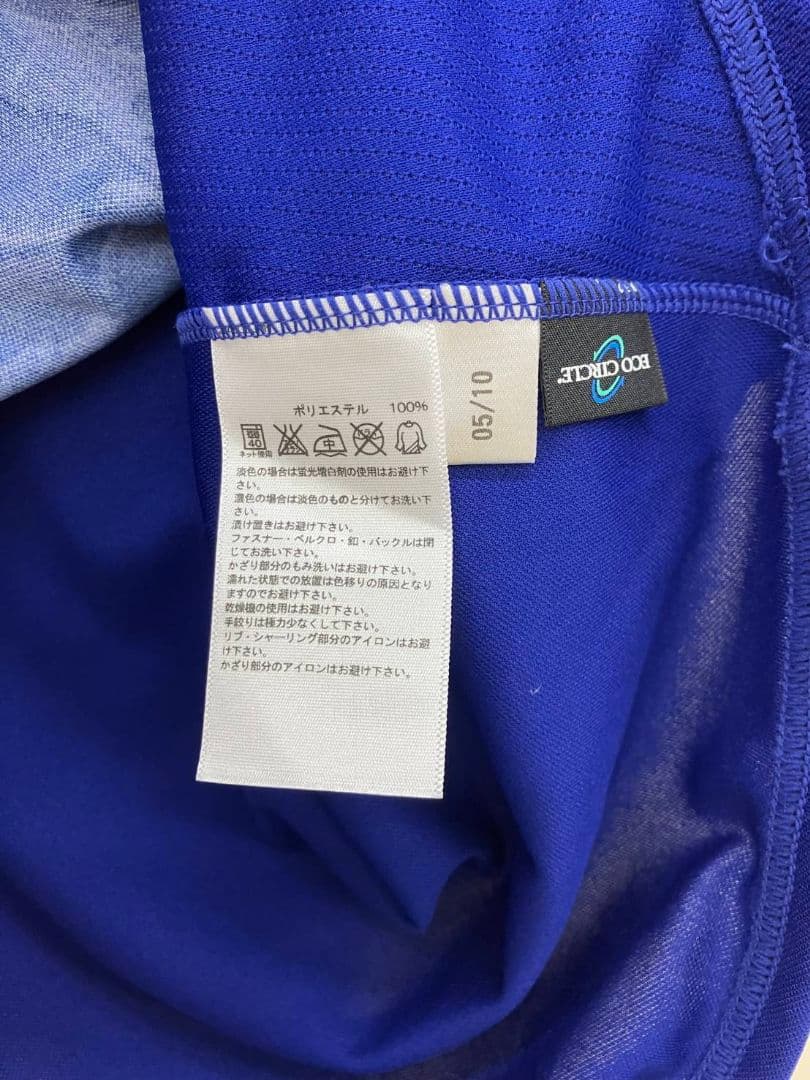 ポリエステル 100%
40
ネット使用
中
淡色の場合は蛍光増白剤の使用はお避け下
さい。
濃色の場合は淡色のものと分けてお洗い下
さい。
漬け置きはお避け下さい。
ファスナー・ベルクロ・釦・バックルは閉
じてお洗い下さい。
かざり部分のもみ洗いはお避け下さい。
濡れた状態での放置は色移りの原因となり
ますのでお避け下さい。
乾燥機の使用はお避け下さい。
手絞りは極力少なくして下さい。
リブ・シャーリング部分のアイロンはお避
け下さい。
かざり部分のアイロンはお避け下さい。
05/10
ECO CIRCLE